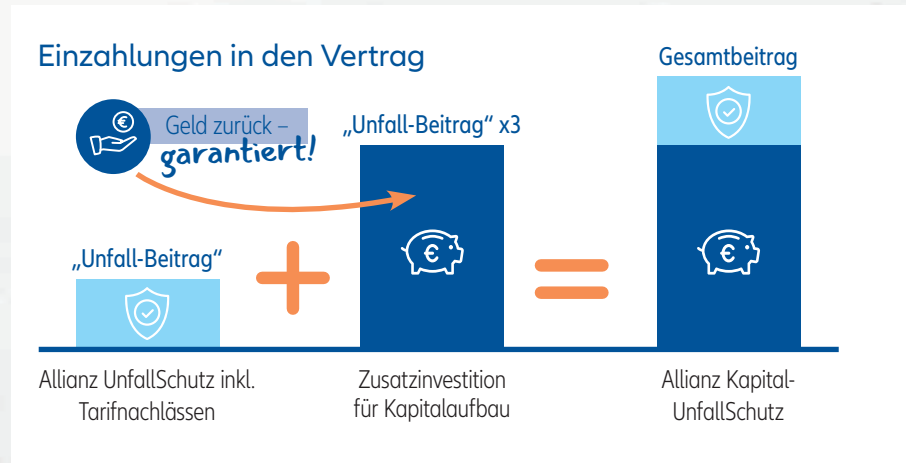 Einzahlungen in den Vertrag
Gesamtbeitrag
Geld zurück –
garantiert!
„Unfall-Beitrag“ x3
„Unfall-Beitrag“
Allianz UnfallSchutz inkl.
Tarifnachlässen
Zusatzinvestition
für Kapitalaufbau
Allianz Kapital-
UnfallSchutz